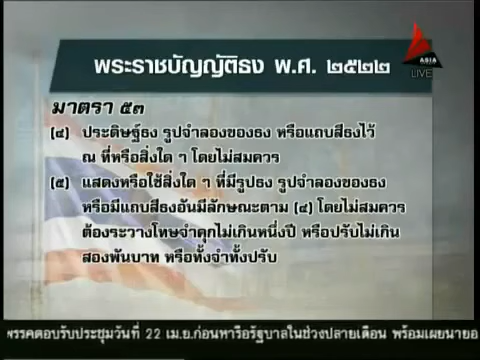 พระราชบัญญัติธง พ.ศ. ๒๕๒๒
ASIA
LIVE
มาตรา ๕๓
(๔) ประดิษฐ์ธง รูปจำลองของธง หรือแถบสีธงไว้
ณ ที่หรือสิ่งใด ๆ โดยไม่สมควร
(๕) แสดงหรือใช้สิ่งใด ๆ ที่มีรูปธง รูปจำลองของธง
หรือมีแถบสีธงอันมีลักษณะตาม (๔) โดยไม่สมควร
ต้องระวางโทษจำคุกไม่เกินหนึ่งปี หรือปรับไม่เกิน
สองพันบาท หรือทั้งจำทั้งปรับ
พรรคตอบรับประชุมวันที่ 22 เม.ย.ก่อนหารือรัฐบาลในช่วงปลายเดือน พร้อมเผยนายอ